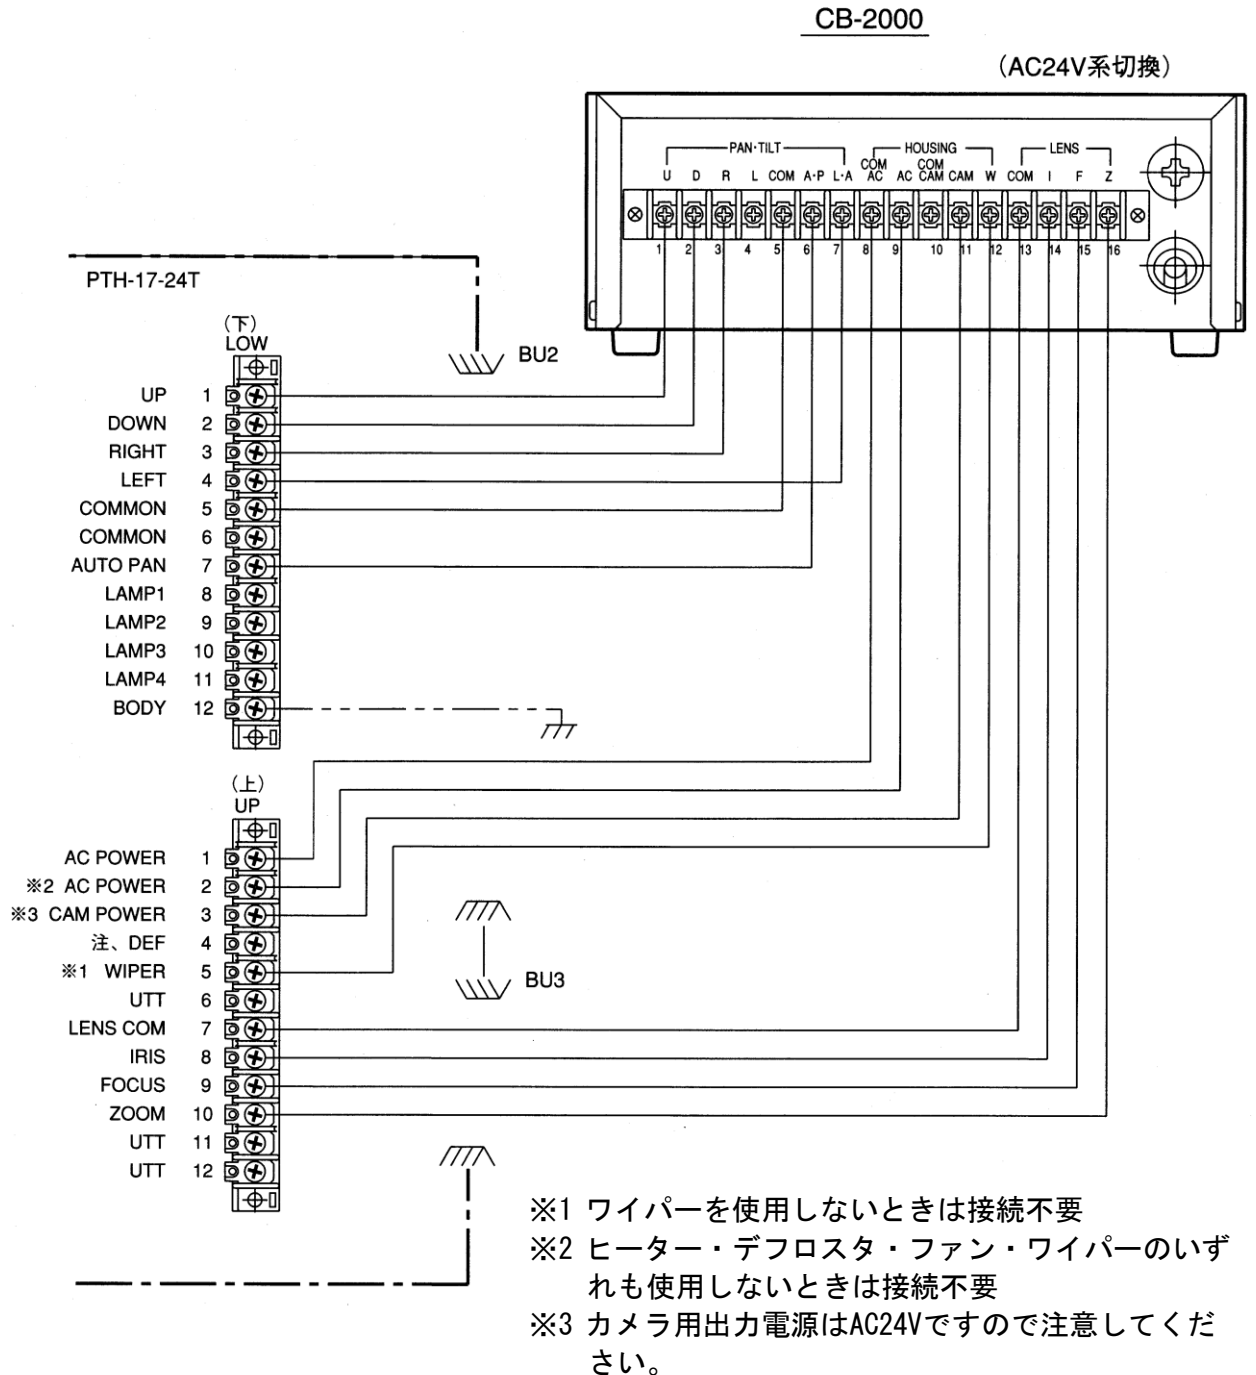 CB-2000
（AC24V系切換）
PAN·TILT HOUSING LENS
U D R L COM A·P L·A COM AC AC COM CAM CAM W COM I F Z
1 2 3 4 5 6 7 8 9 10 11 12 13 14 15 16
PTH-17-24T
（下）
LOW
BU2
UP 1
DOWN 2
RIGHT 3
LEFT 4
COMMON 5
COMMON 6
AUTO PAN 7
LAMP1 8
LAMP2 9
LAMP3 10
LAMP4 11
BODY 12
（上）
UP
AC POWER 1
※2 AC POWER 2
※3 CAM POWER 3
注、DEF 4
※1 WIPER 5
BU3
UTT 6
LENS COM 7
IRIS 8
FOCUS 9
ZOOM 10
UTT 11
UTT 12
※1 ワイパーを使用しないときは接続不要
※2 ヒーター・デフロスタ・ファン・ワイパーのいず
れも使用しないときは接続不要
※3 カメラ用出力電源はAC24Vですので注意してくだ
さい。